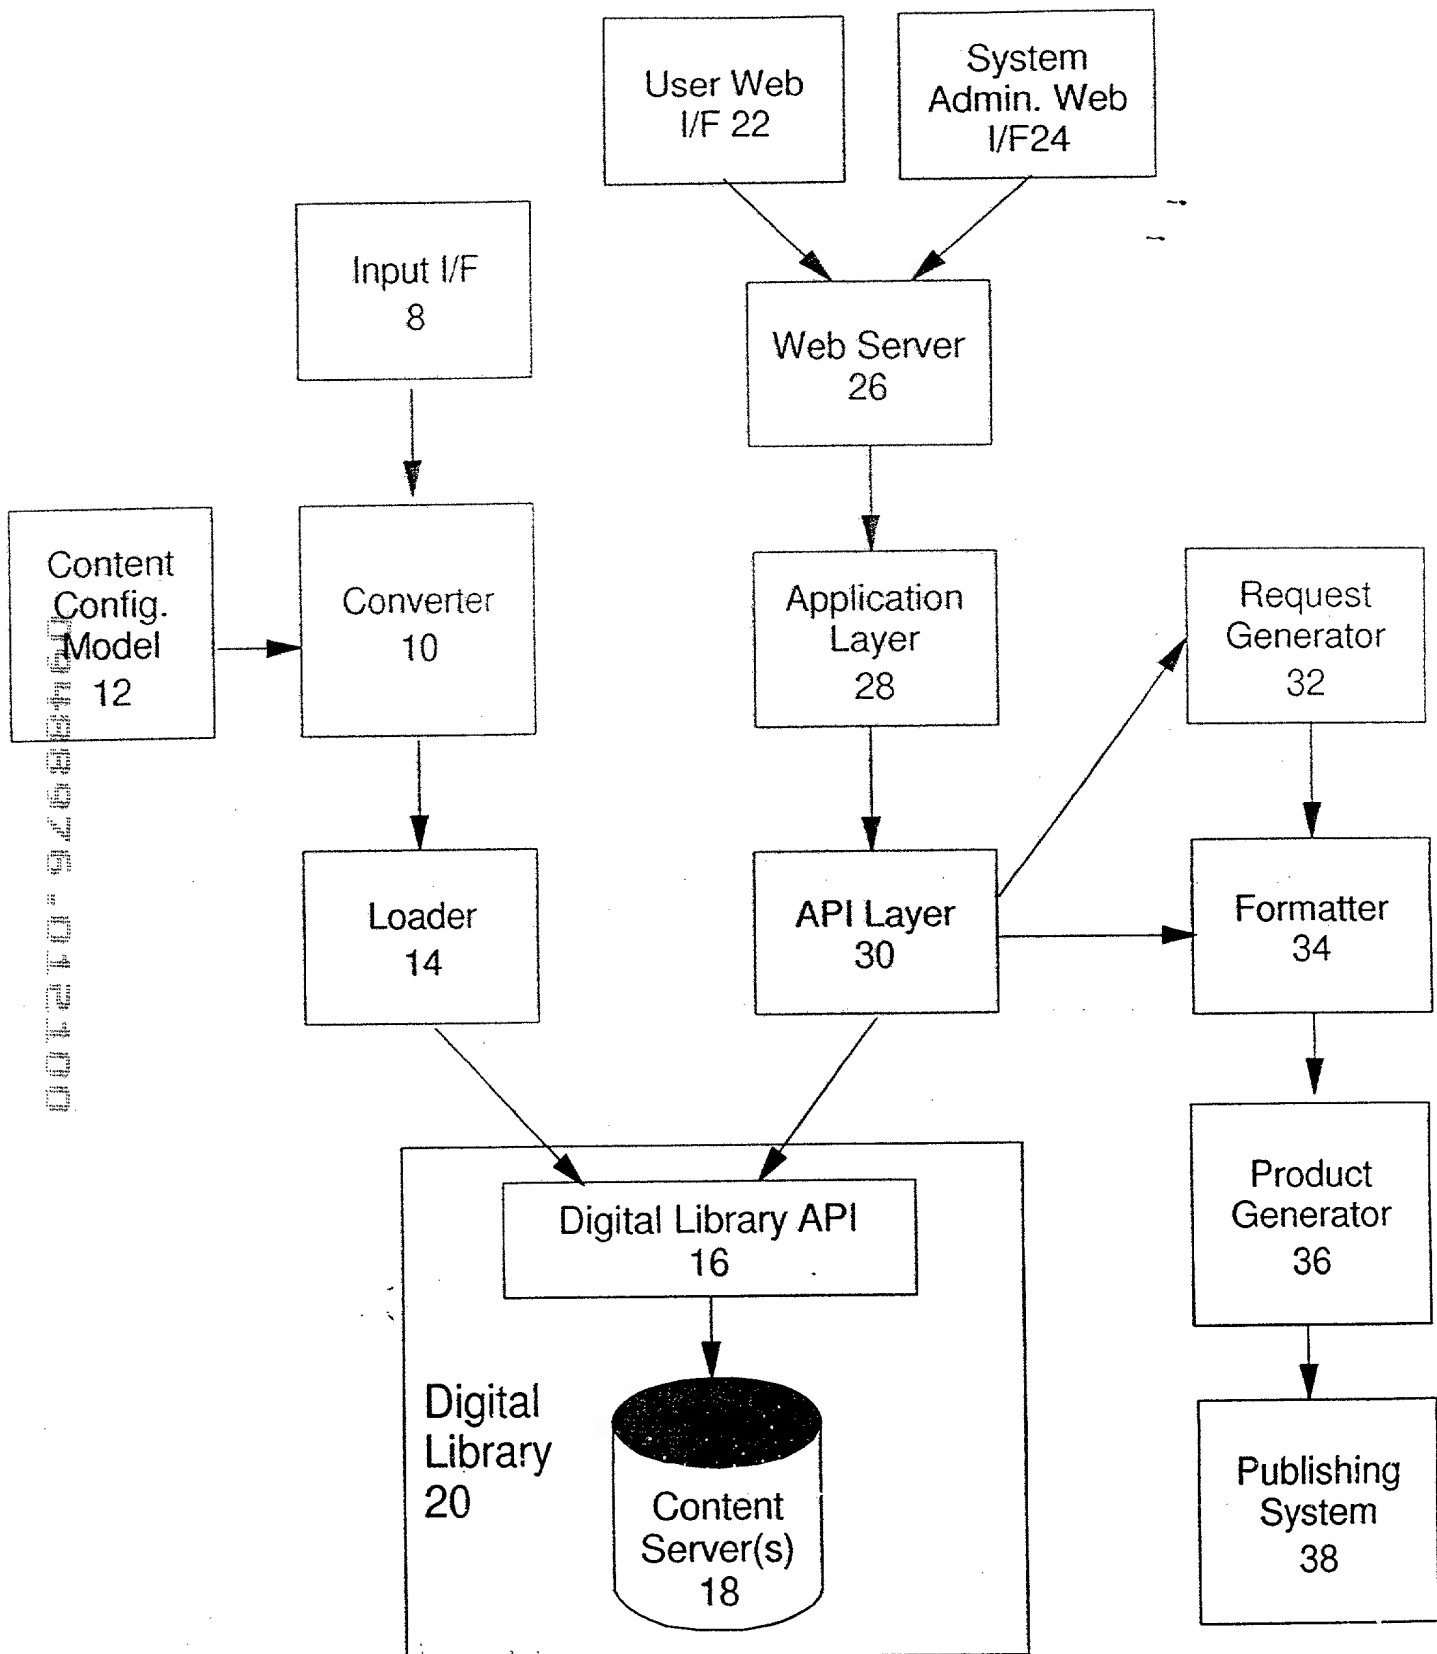 User Web
I/F 22
System
Admin. Web
I/F24
Input I/F
8
Web Server
26
Content
Config.
Model
12
Converter
10
Application
Layer
28
Request
Generator
32
Loader
14
API Layer
30
Formatter
34
Digital Library API
16
Product
Generator
36
Digital
Library
20
Content
Server(s)
18
Publishing
System
38